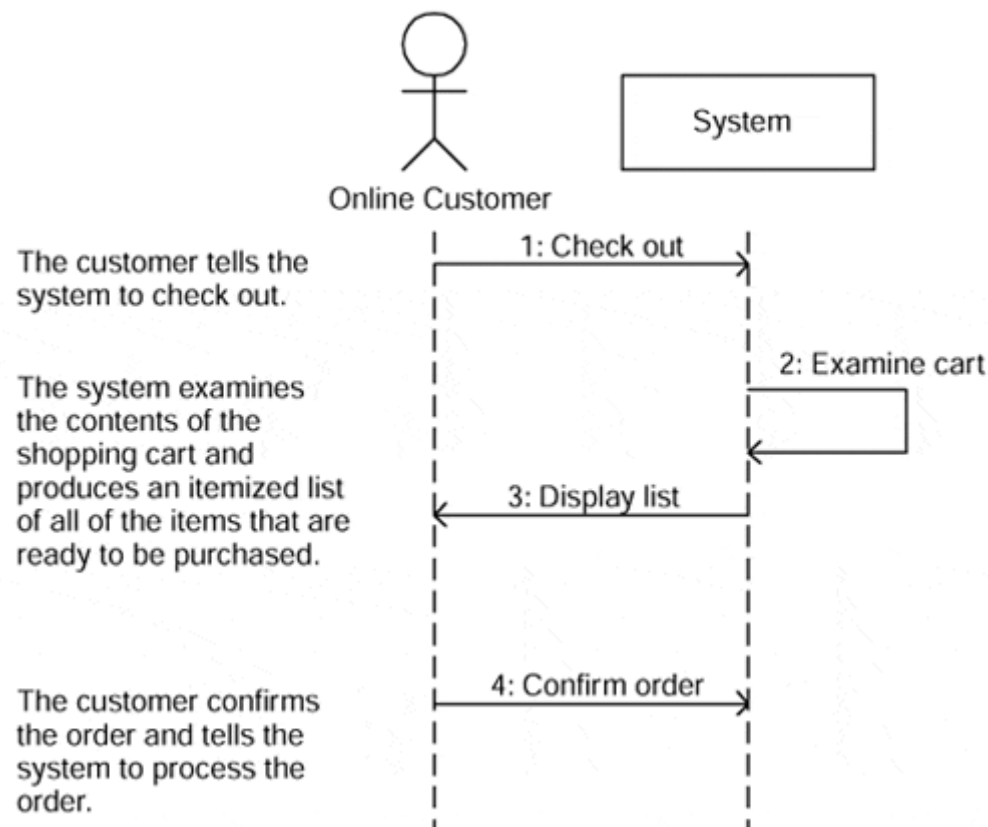 System
Online Customer
1: Check out
The customer tells the
system to check out.
2: Examine cart
The system examines
the contents of the
shopping cart and
produces an itemized list
of all of the items that are
ready to be purchased.
3: Display list
4: Confirm order
The customer confirms
the order and tells the
system to process the
order.